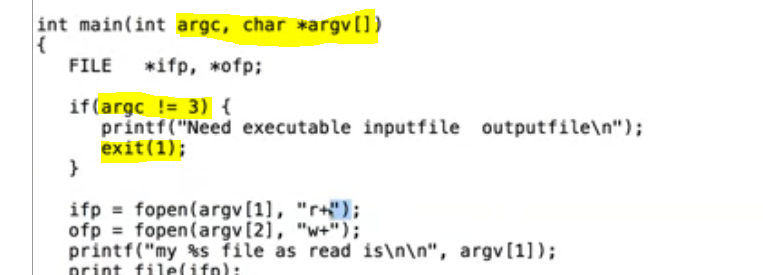 int main(int argc, char *argv[])
{
FILE *ifp, *ofp;
if(argc != 3) {
printf("Need executable inputfile outputfile\n");
exit(1);
}
ifp = fopen(argv[1], "r+");
ofp = fopen(argv[2], "w+");
printf("my %s file as read is\n\n", argv[1]);
print_file(ifp);